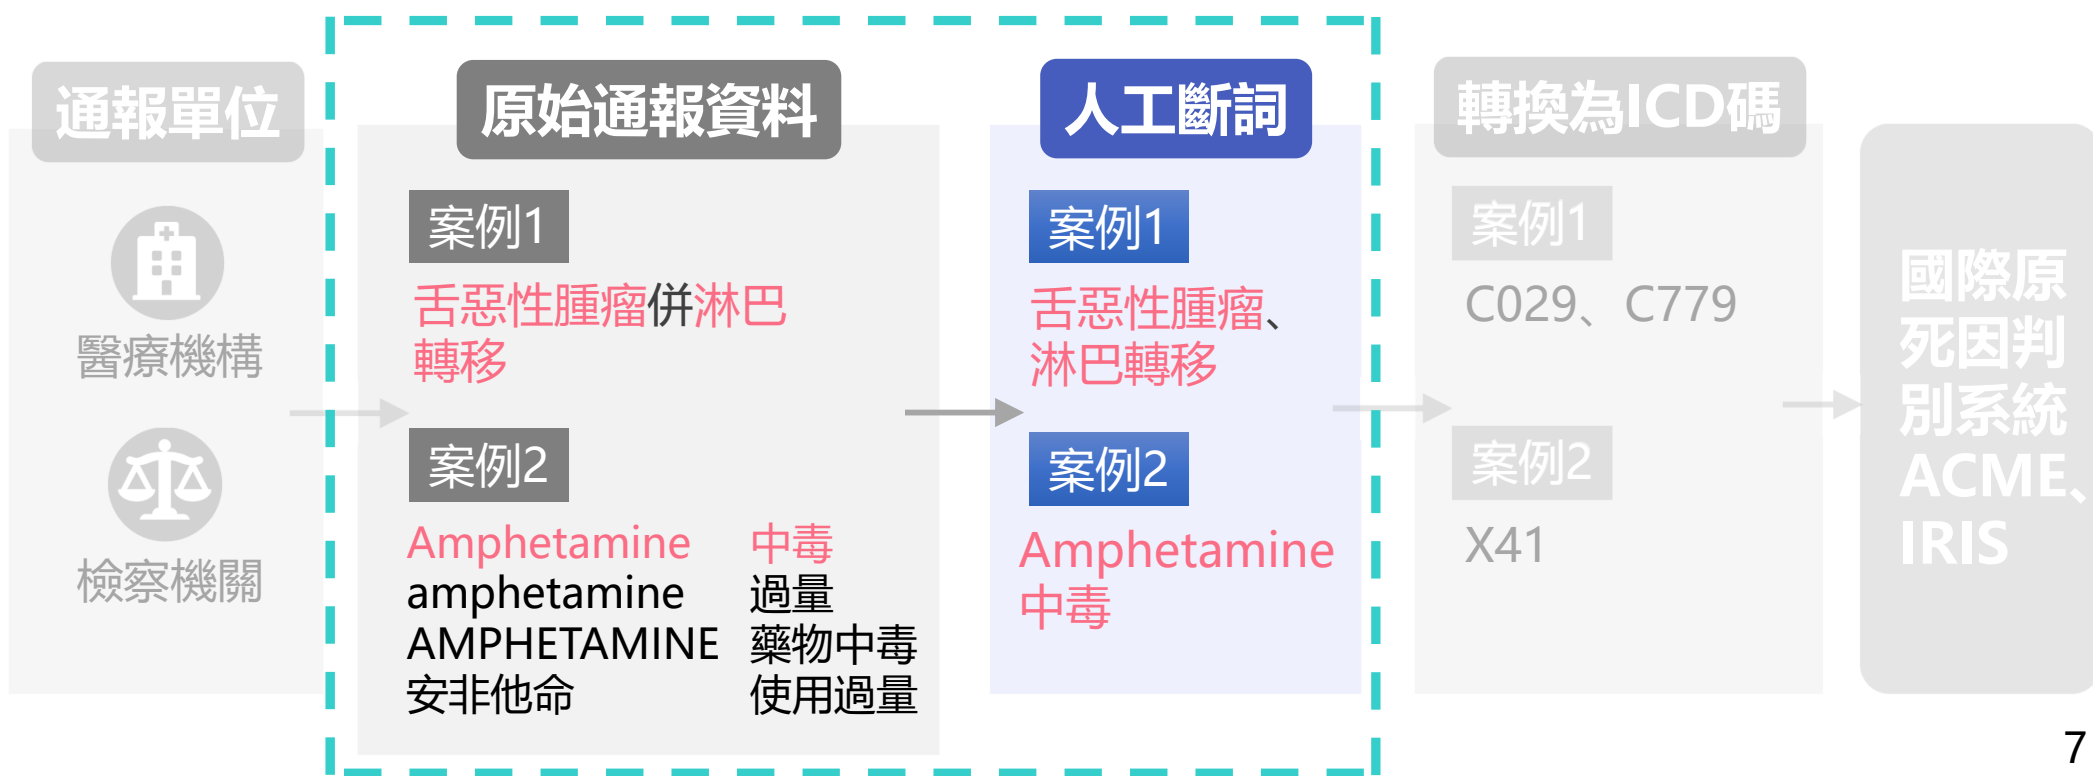 通報單位
醫療機構
檢察機關
原始通報資料
案例1
舌惡性腫瘤併淋巴
轉移
案例2
Amphetamine 中毒
amphetamine 過量
AMPHETAMINE 藥物中毒
安非他命 使用過量
人工斷詞
案例1
舌惡性腫瘤、
淋巴轉移
案例2
Amphetamine
中毒
轉換為ICD碼
案例1
C029、C779
案例2
X41
國際原
死因判
別系統
ACME、
IRIS
7